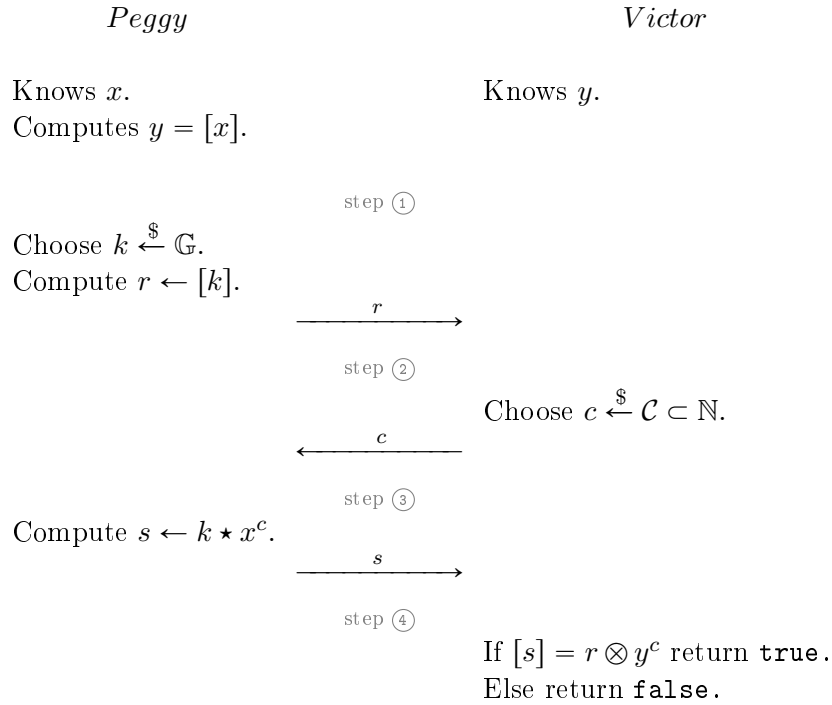 Peggy Victor
Knows x. Knows y.
Computes y = [x].
step ①
Choose k $← 𝔾.
Compute r ← [k].
r
step ②
Choose c $← 𝒞 ⊂ ℕ.
c
step ③
Compute s ← k ⋆ x^c.
s
step ④
If [s] = r ⊗ y^c return true.
Else return false.